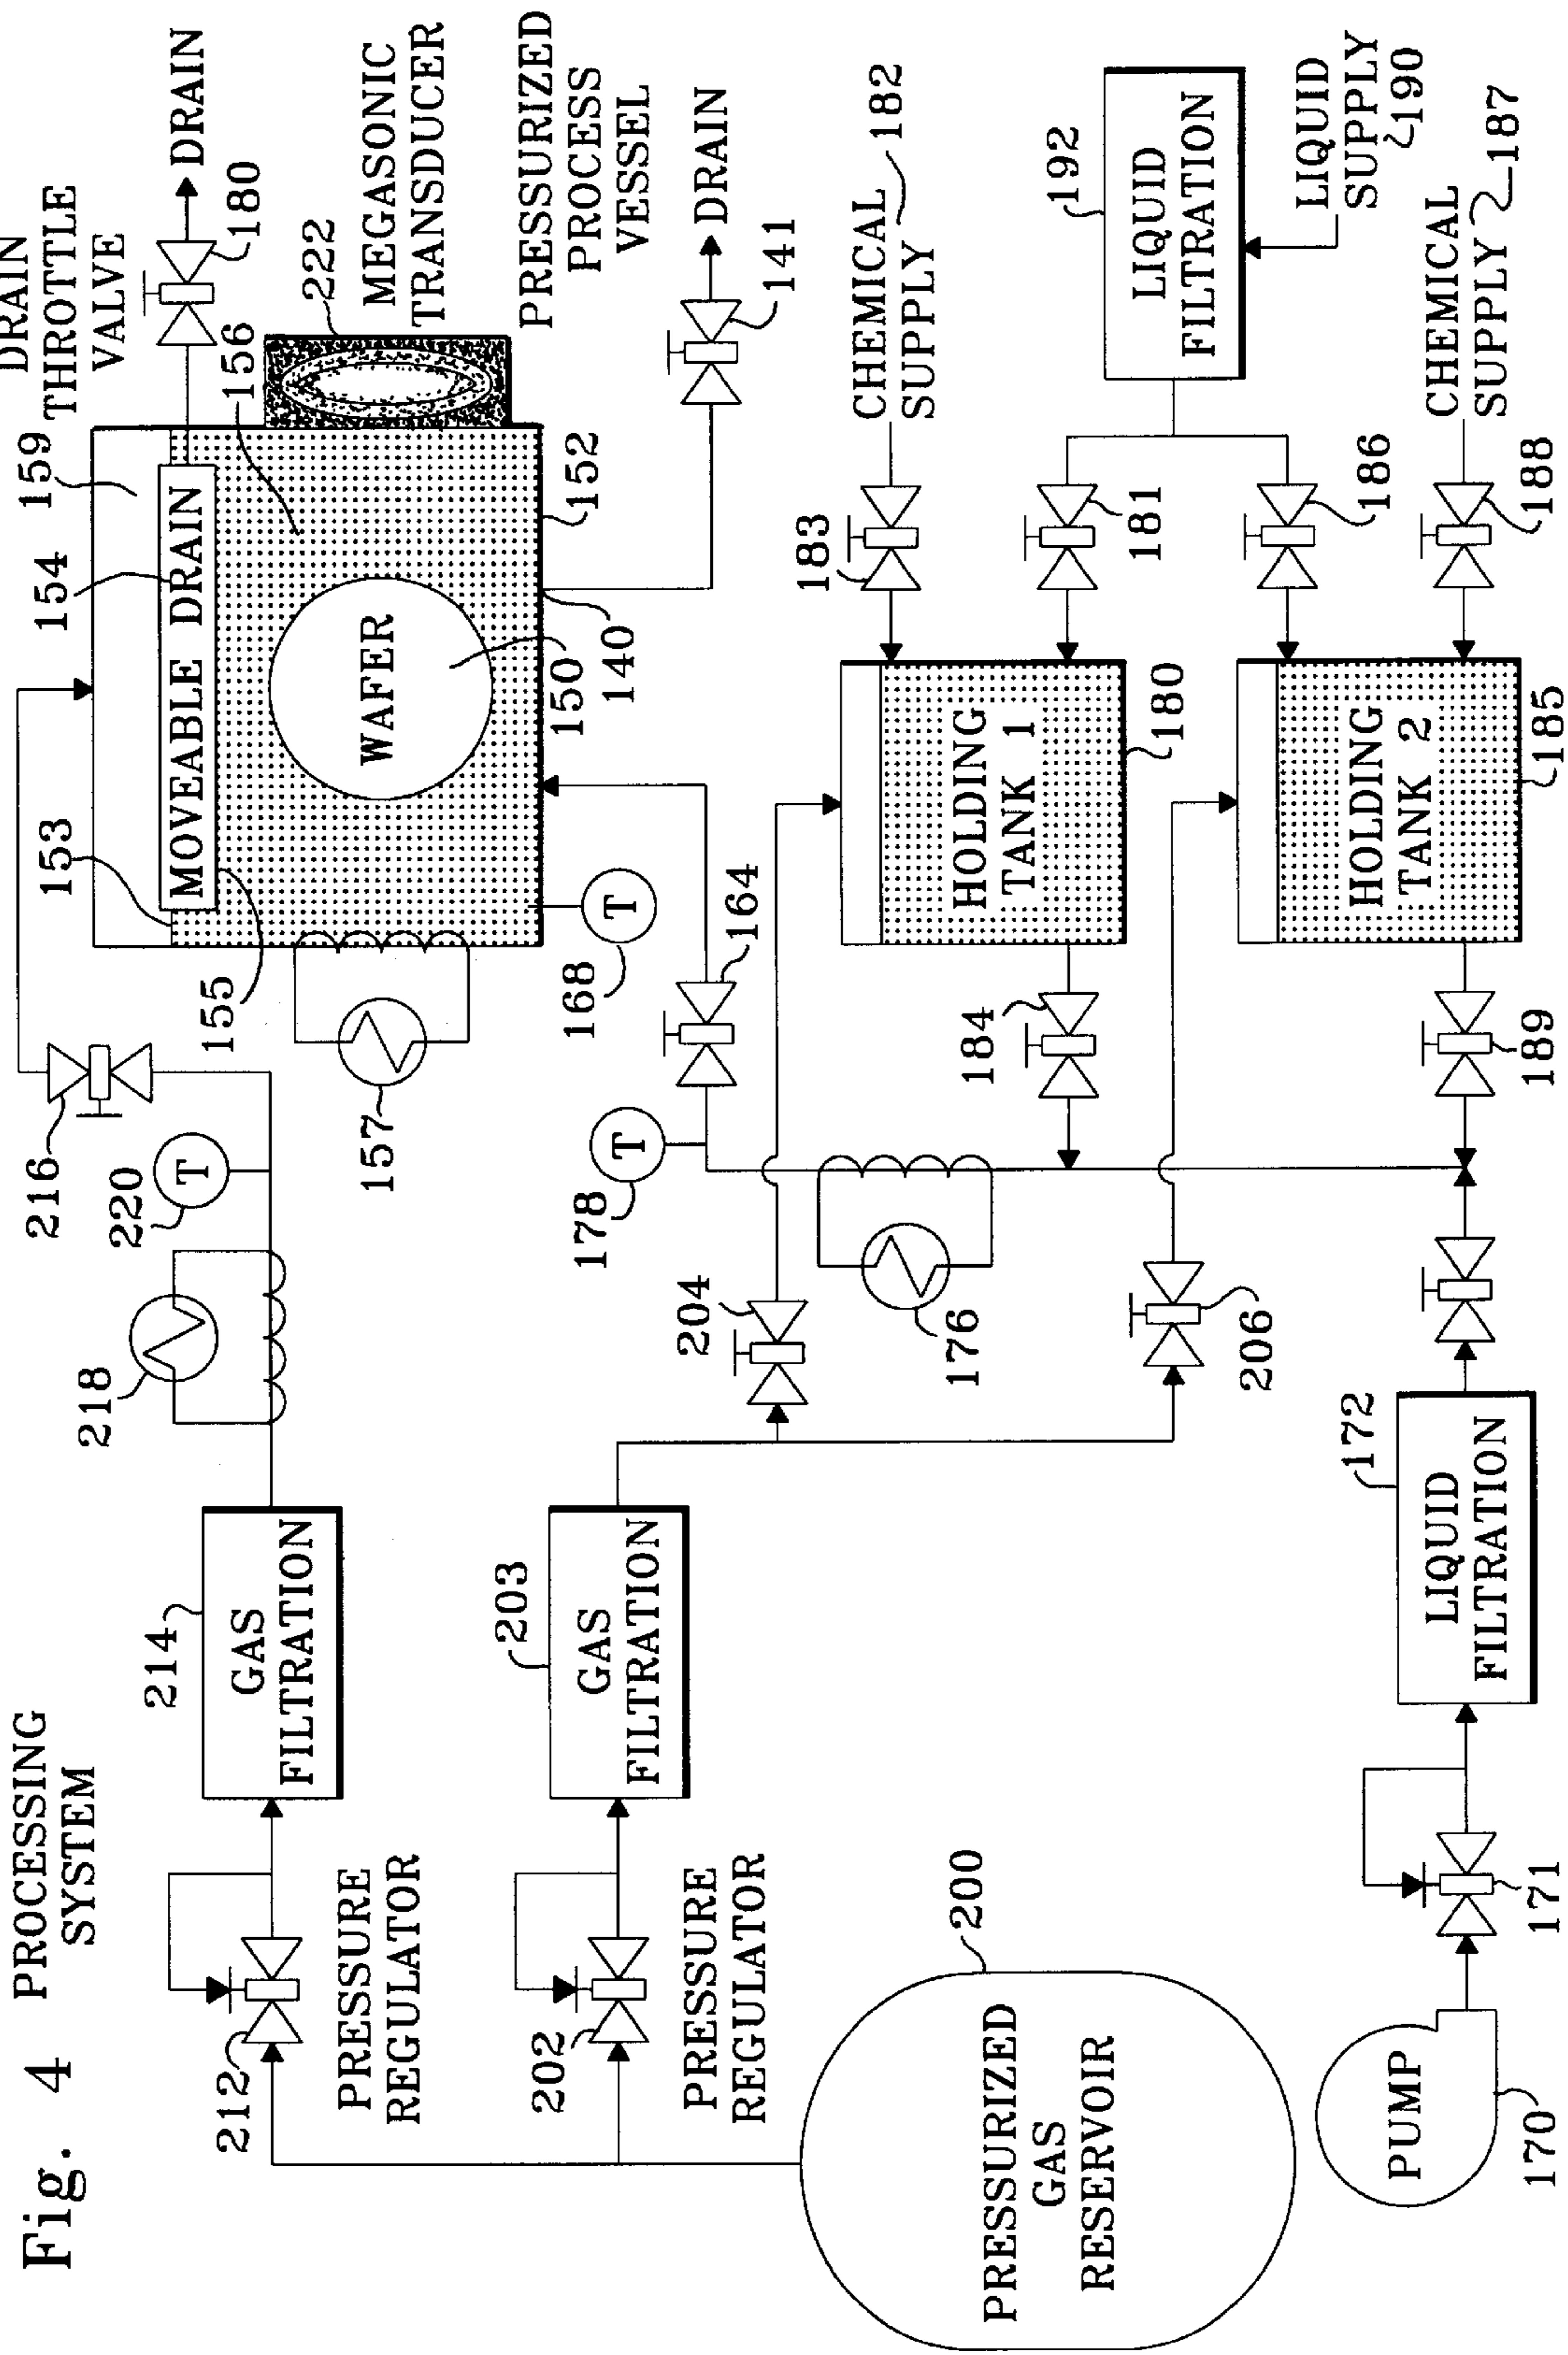 Fig. 4
PROCESSING
SYSTEM
212
PRESSURE
REGULATOR
214
GAS
FILTRATION
218
220
T
216
202
PRESSURE
REGULATOR
203
GAS
FILTRATION
204
206
200
PRESSURIZED
GAS
RESERVOIR
PUMP
170
171
172
LIQUID
FILTRATION
176
178
T
164
157
168
T
153
154
159
MOVEABLE DRAIN
155
156
WAFER
150
140
152
DRAIN
THROTTLE
VALVE
180
DRAIN
222
MEGASONIC
TRANSDUCER
PRESSURIZED
PROCESS
VESSEL
141
DRAIN
184
HOLDING
TANK 1
180
183
CHEMICAL
SUPPLY
182
181
192
LIQUID
FILTRATION
LIQUID
SUPPLY
190
186
189
HOLDING
TANK 2
185
188
CHEMICAL
SUPPLY
187